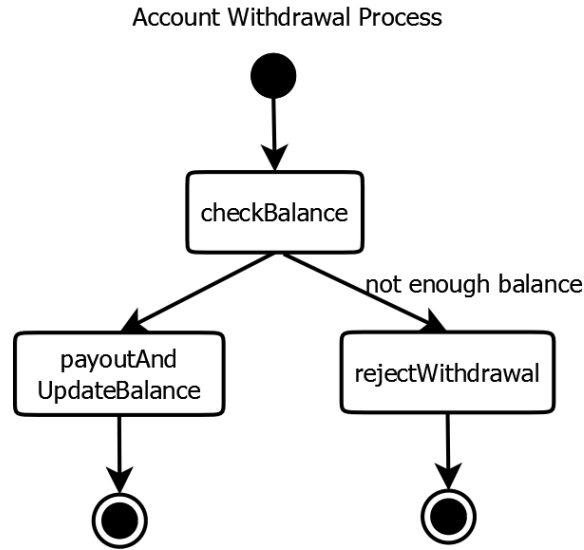 Account Withdrawal Process
checkBalance
not enough balance
payoutAnd
UpdateBalance
rejectWithdrawal